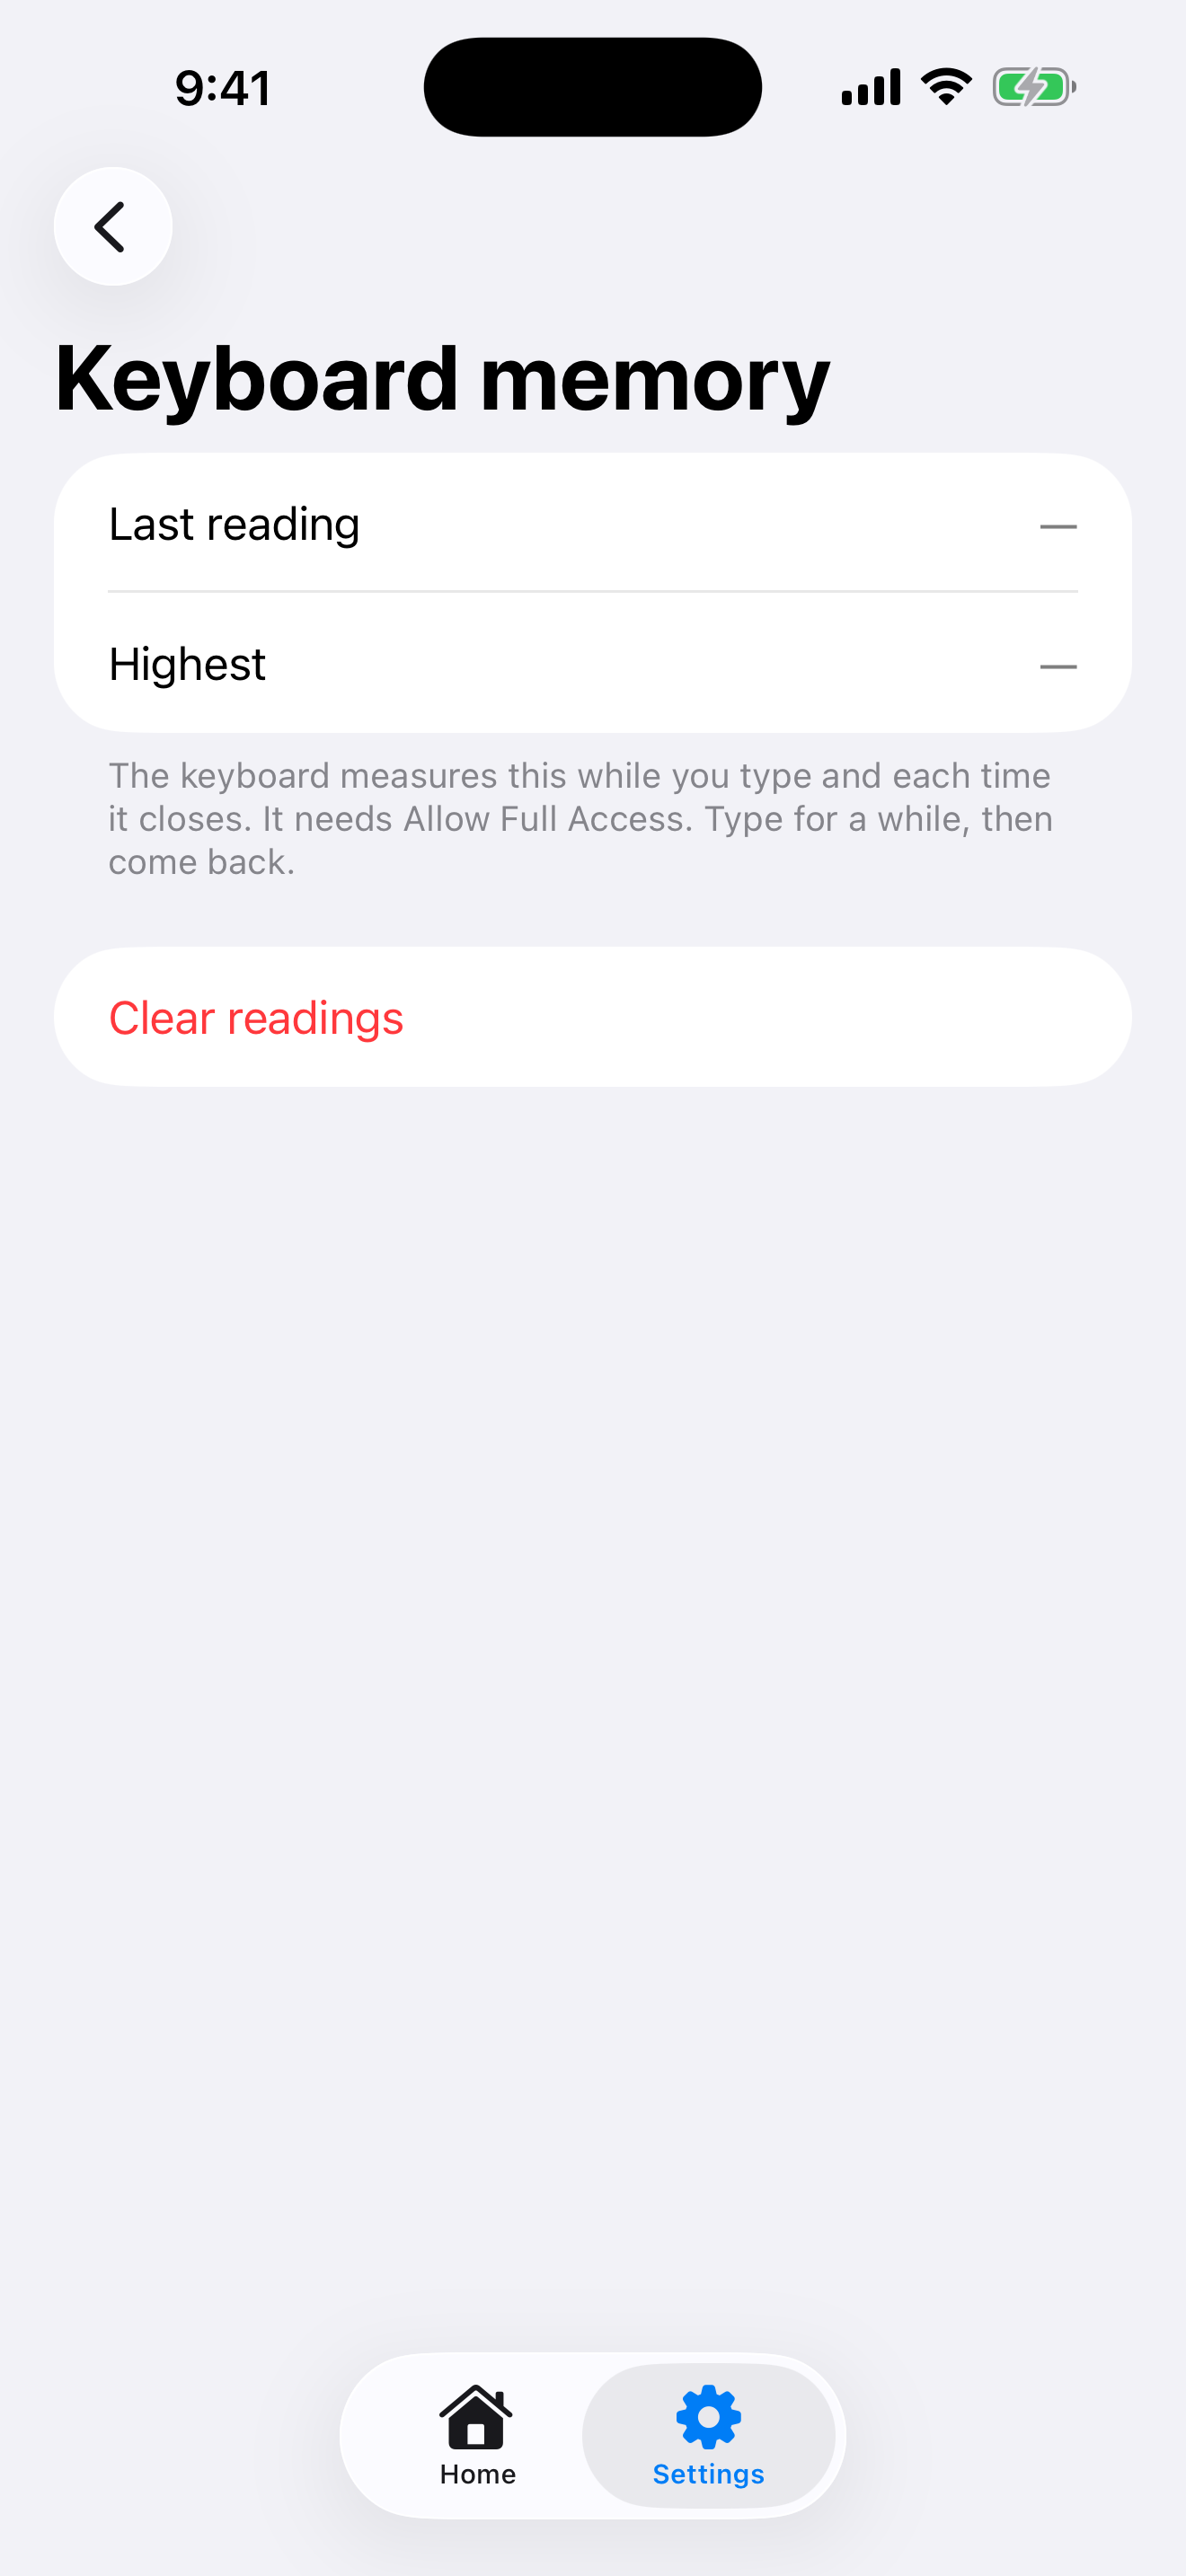 9:41
Keyboard memory
Last reading —
Highest —
The keyboard measures this while you type and each time
it closes. It needs Allow Full Access. Type for a while, then
come back.
Clear readings
Home Settings